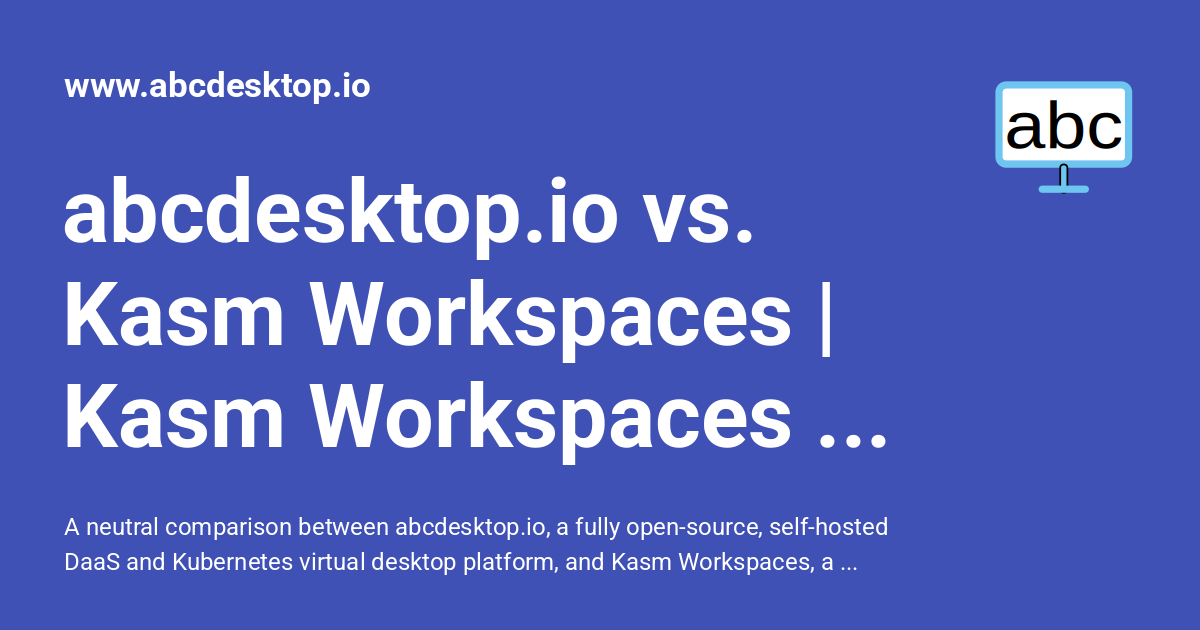 www.abcdesktop.io
abc
abcdesktop.io vs.
Kasm Workspaces |
Kasm Workspaces ...
A neutral comparison between abcdesktop.io, a fully open-source, self-hosted
DaaS and Kubernetes virtual desktop platform, and Kasm Workspaces, a ...